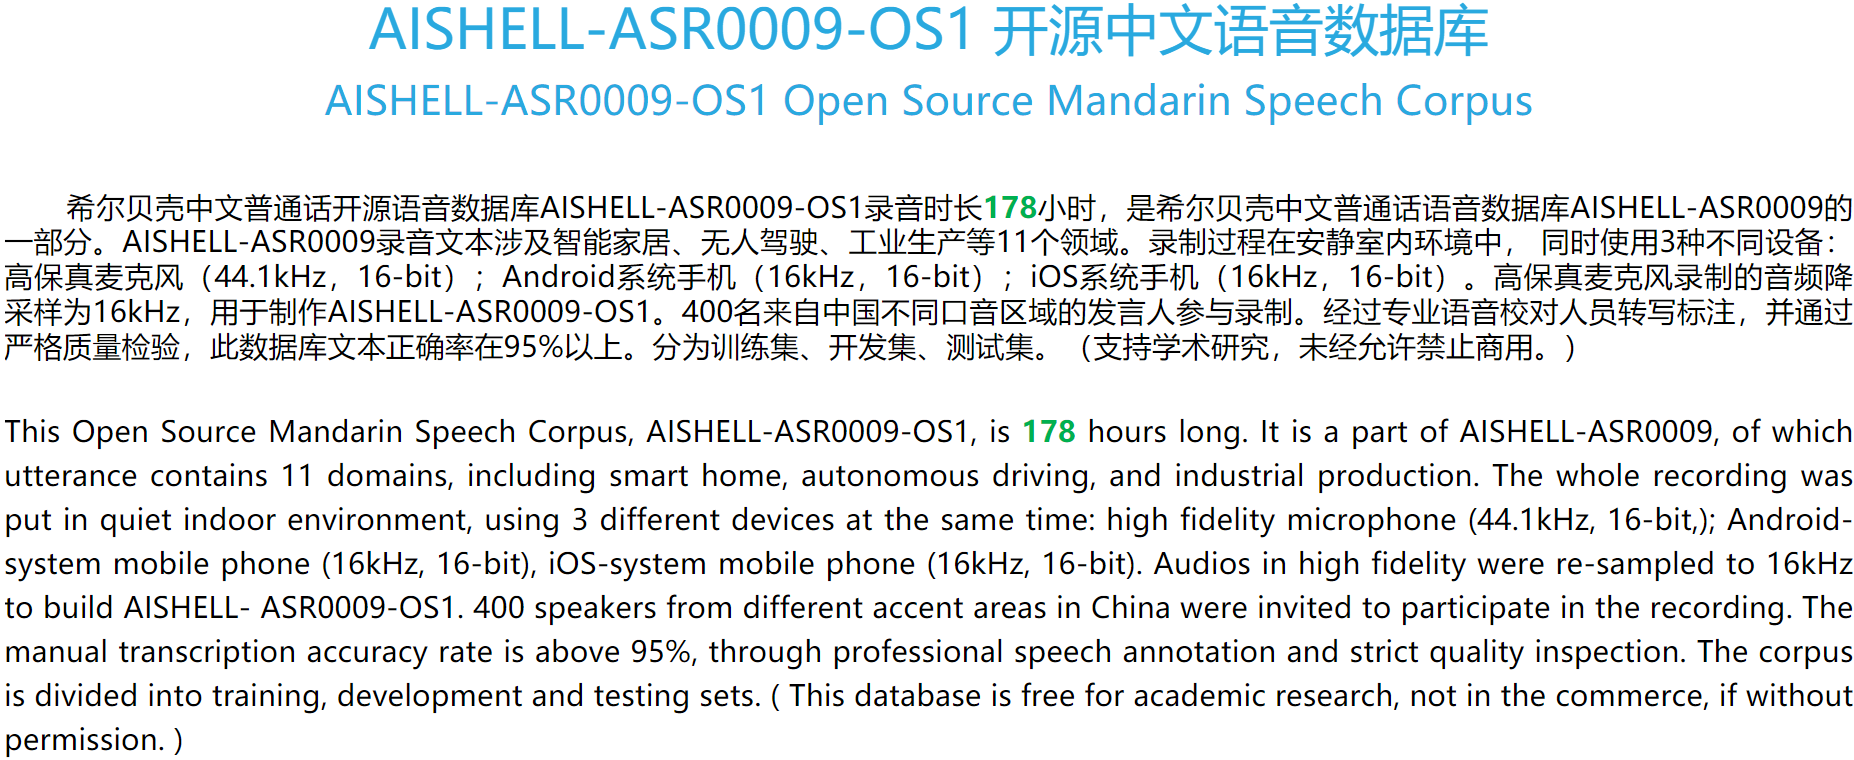 AISHELL-ASR0009-OS1 开源中文语音数据库
AISHELL-ASR0009-OS1 Open Source Mandarin Speech Corpus
希尔贝壳中文普通话开源语音数据库AISHELL-ASR0009-OS1录音时长178小时，是希尔贝壳中文普通话语音数据库AISHELL-ASR0009的
一部分。AISHELL-ASR0009录音文本涉及智能家居、无人驾驶、工业生产等11个领域。录制过程在安静室内环境中， 同时使用3种不同设备：
高保真麦克风（44.1kHz，16-bit）；Android系统手机（16kHz，16-bit）；iOS系统手机（16kHz，16-bit）。高保真麦克风录制的音频降
采样为16kHz，用于制作AISHELL-ASR0009-OS1。400名来自中国不同口音区域的发言人参与录制。经过专业语音校对人员转写标注，并通过
严格质量检验，此数据库文本正确率在95%以上。分为训练集、开发集、测试集。（支持学术研究，未经允许禁止商用。）
This Open Source Mandarin Speech Corpus, AISHELL-ASR0009-OS1, is 178 hours long. It is a part of AISHELL-ASR0009, of which
utterance contains 11 domains, including smart home, autonomous driving, and industrial production. The whole recording was
put in quiet indoor environment, using 3 different devices at the same time: high fidelity microphone (44.1kHz, 16-bit,); Android-
system mobile phone (16kHz, 16-bit), iOS-system mobile phone (16kHz, 16-bit). Audios in high fidelity were re-sampled to 16kHz
to build AISHELL- ASR0009-OS1. 400 speakers from different accent areas in China were invited to participate in the recording. The
manual transcription accuracy rate is above 95%, through professional speech annotation and strict quality inspection. The corpus
is divided into training, development and testing sets. ( This database is free for academic research, not in the commerce, if without
permission. )